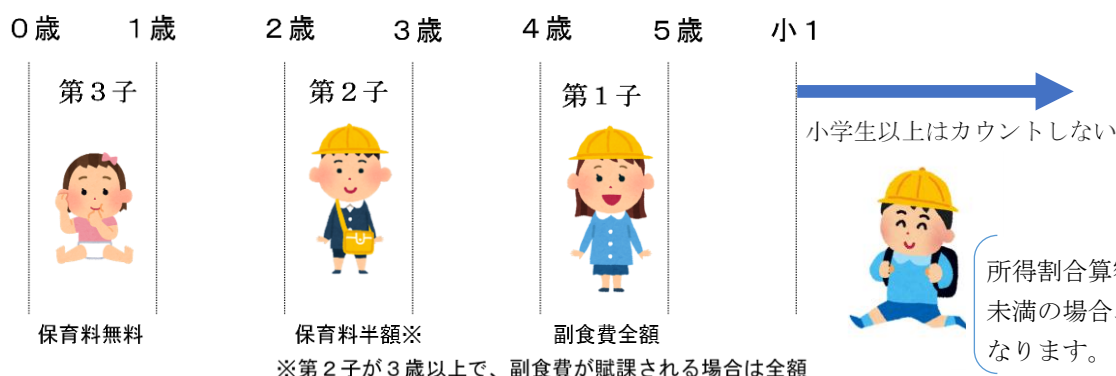 ０歳 １歳 ２歳 ３歳 ４歳 ５歳 小１
第３子 第２子 第１子
小学生以上はカウントしない
所得割合算
未満の場合
なります。
保育料無料 保育料半額※ 副食費全額
※第２子が３歳以上で、副食費が賦課される場合は全額